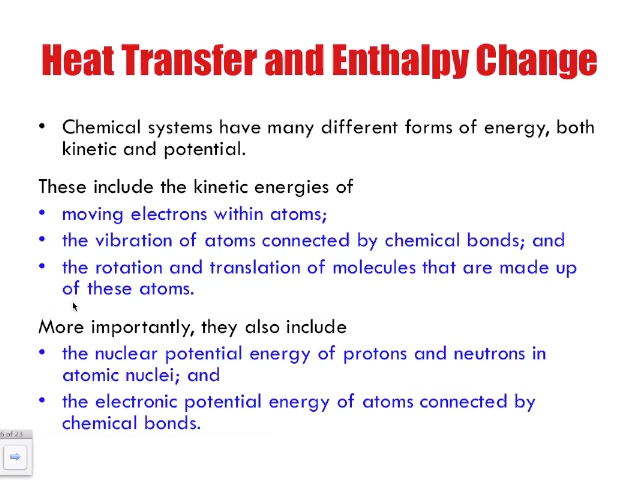 Heat Transfer and Enthalpy Change
• Chemical systems have many different forms of energy, both
kinetic and potential.
These include the kinetic energies of
• moving electrons within atoms;
• the vibration of atoms connected by chemical bonds; and
• the rotation and translation of molecules that are made up
of these atoms.
More importantly, they also include
• the nuclear potential energy of protons and neutrons in
atomic nuclei; and
• the electronic potential energy of atoms connected by
chemical bonds.
6 of 23